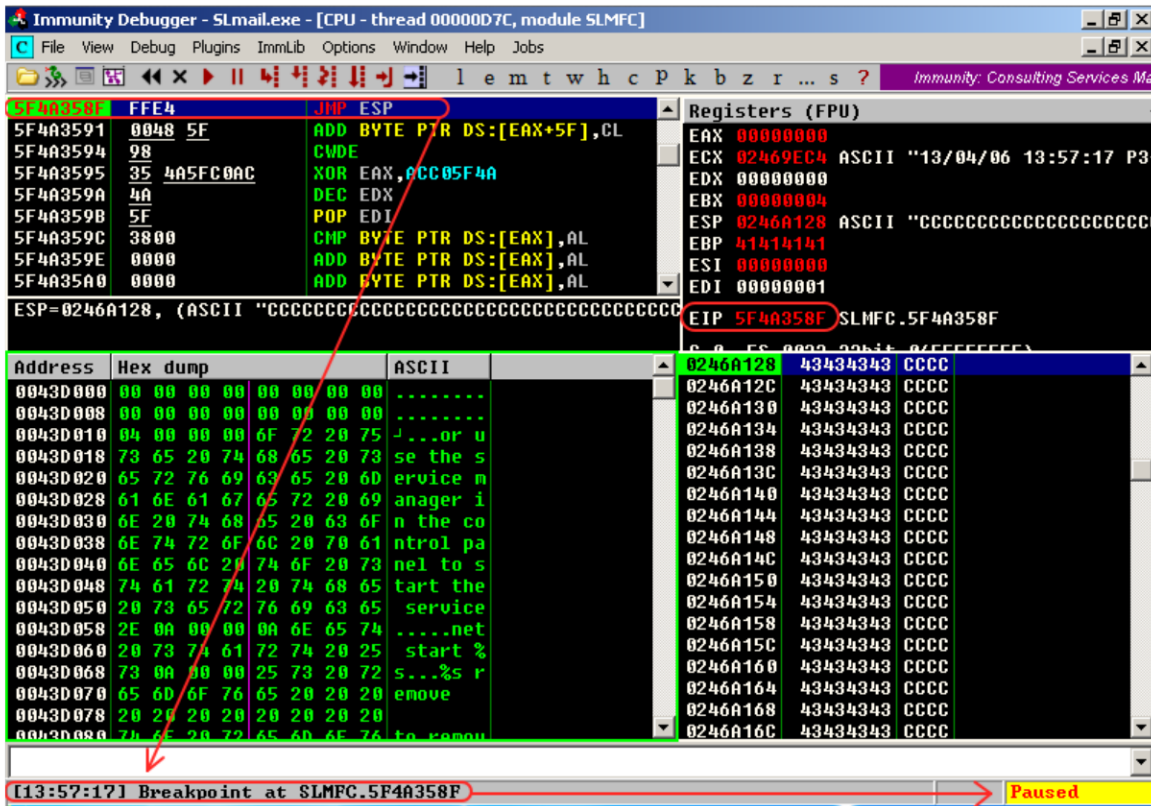 Immunity Debugger - SLmail.exe - [CPU - thread 00000D7C, module SLMFC]
C File View Debug Plugins ImmLib Options Window Help Jobs
l e m t w h c P k b z r ... s ? Immunity: Consulting Services Ma
5F4A358F FFE4 JMP ESP
5F4A3591 0048 5F ADD BYTE PTR DS:[EAX+5F],CL
5F4A3594 98 CWDE
5F4A3595 35 4A5FC0AC XOR EAX,ACC05F4A
5F4A359A 4A DEC EDX
5F4A359B 5F POP EDI
5F4A359C 3800 CMP BYTE PTR DS:[EAX],AL
5F4A359E 0000 ADD BYTE PTR DS:[EAX],AL
5F4A35A0 0000 ADD BYTE PTR DS:[EAX],AL
ESP=0246A128, (ASCII "CCCCCCCCCCCCCCCCCCCCCCCCCCCCCCCCCCCCC
Registers (FPU)
EAX 00000000
ECX 02469EC4 ASCII "13/04/06 13:57:17 P3
EDX 00000000
EBX 00000004
ESP 0246A128 ASCII "CCCCCCCCCCCCCCCCCCCC
EBP 41414141
ESI 00000000
EDI 00000001
EIP 5F4A358F SLMFC.5F4A358F
Address Hex dump ASCII
0043D000 00 00 00 00 00 00 00 00 ........
0043D008 00 00 00 00 00 00 00 00 ........
0043D010 04 00 00 00 6F 72 20 75 ┘...or u
0043D018 73 65 20 74 68 65 20 73 se the s
0043D020 65 72 76 69 63 65 20 6D ervice m
0043D028 61 6E 61 67 65 72 20 69 anager i
0043D030 6E 20 74 68 65 20 63 6F n the co
0043D038 6E 74 72 6F 6C 20 70 61 ntrol pa
0043D040 6E 65 6C 20 74 6F 20 73 nel to s
0043D048 74 61 72 74 20 74 68 65 tart the
0043D050 20 73 65 72 76 69 63 65 service
0043D058 2E 0A 00 00 0A 6E 65 74 .....net
0043D060 20 73 74 61 72 74 20 25 start %
0043D068 73 0A 00 00 25 73 20 72 s...%s r
0043D070 65 6D 6F 76 65 20 20 20 emove
0043D078 20 20 20 20 20 20 20 20
0043D080 74 6F 20 72 65 6D 6F 76 to remov
0246A128 43434343 CCCC
0246A12C 43434343 CCCC
0246A130 43434343 CCCC
0246A134 43434343 CCCC
0246A138 43434343 CCCC
0246A13C 43434343 CCCC
0246A140 43434343 CCCC
0246A144 43434343 CCCC
0246A148 43434343 CCCC
0246A14C 43434343 CCCC
0246A150 43434343 CCCC
0246A154 43434343 CCCC
0246A158 43434343 CCCC
0246A15C 43434343 CCCC
0246A160 43434343 CCCC
0246A164 43434343 CCCC
0246A168 43434343 CCCC
0246A16C 43434343 CCCC
[13:57:17] Breakpoint at SLMFC.5F4A358F
Paused